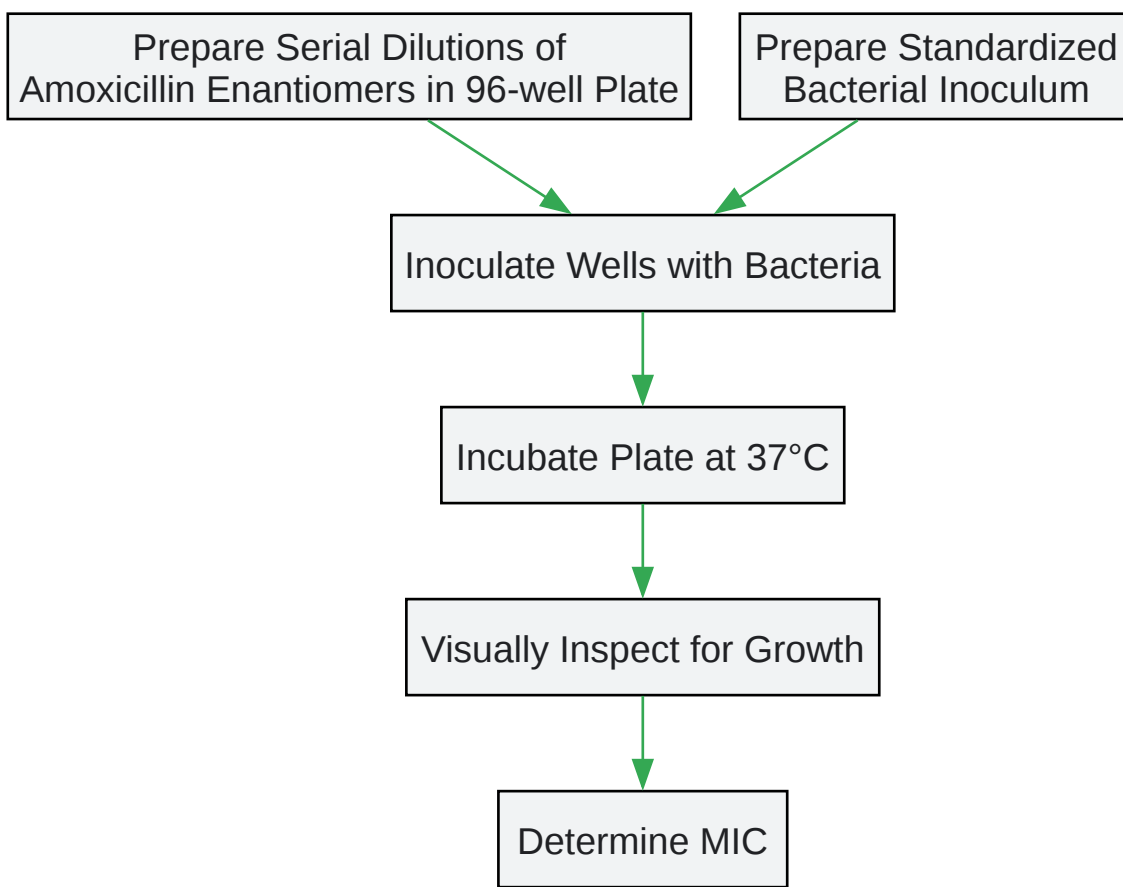 Prepare Serial Dilutions of
Amoxicillin Enantiomers in 96-well Plate
Prepare Standardized
Bacterial Inoculum
Inoculate Wells with Bacteria
Incubate Plate at 37°C
Visually Inspect for Growth
Determine MIC